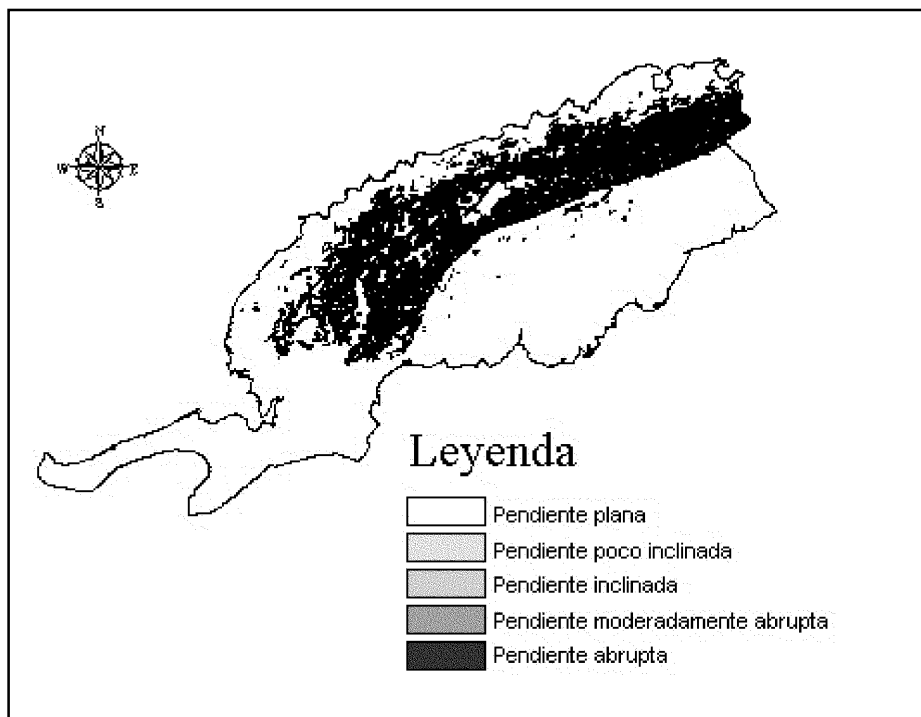 N
W E
S
Leyenda
Pendiente plana
Pendiente poco inclinada
Pendiente inclinada
Pendiente moderadamente abrupta
Pendiente abrupta